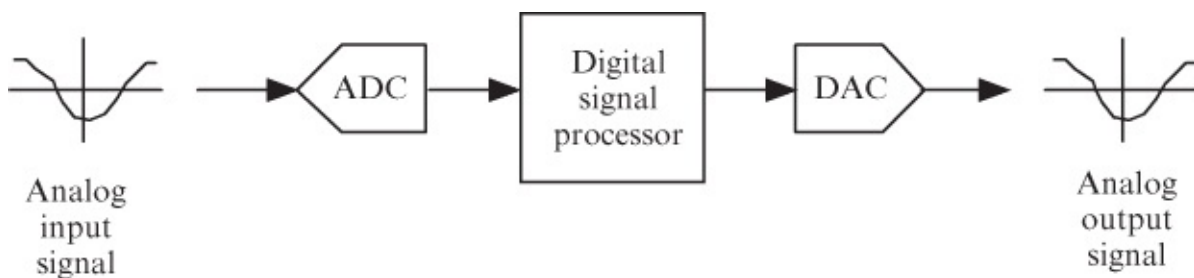 ADC
Digital
signal
processor
DAC
Analog
input
signal
Analog
output
signal